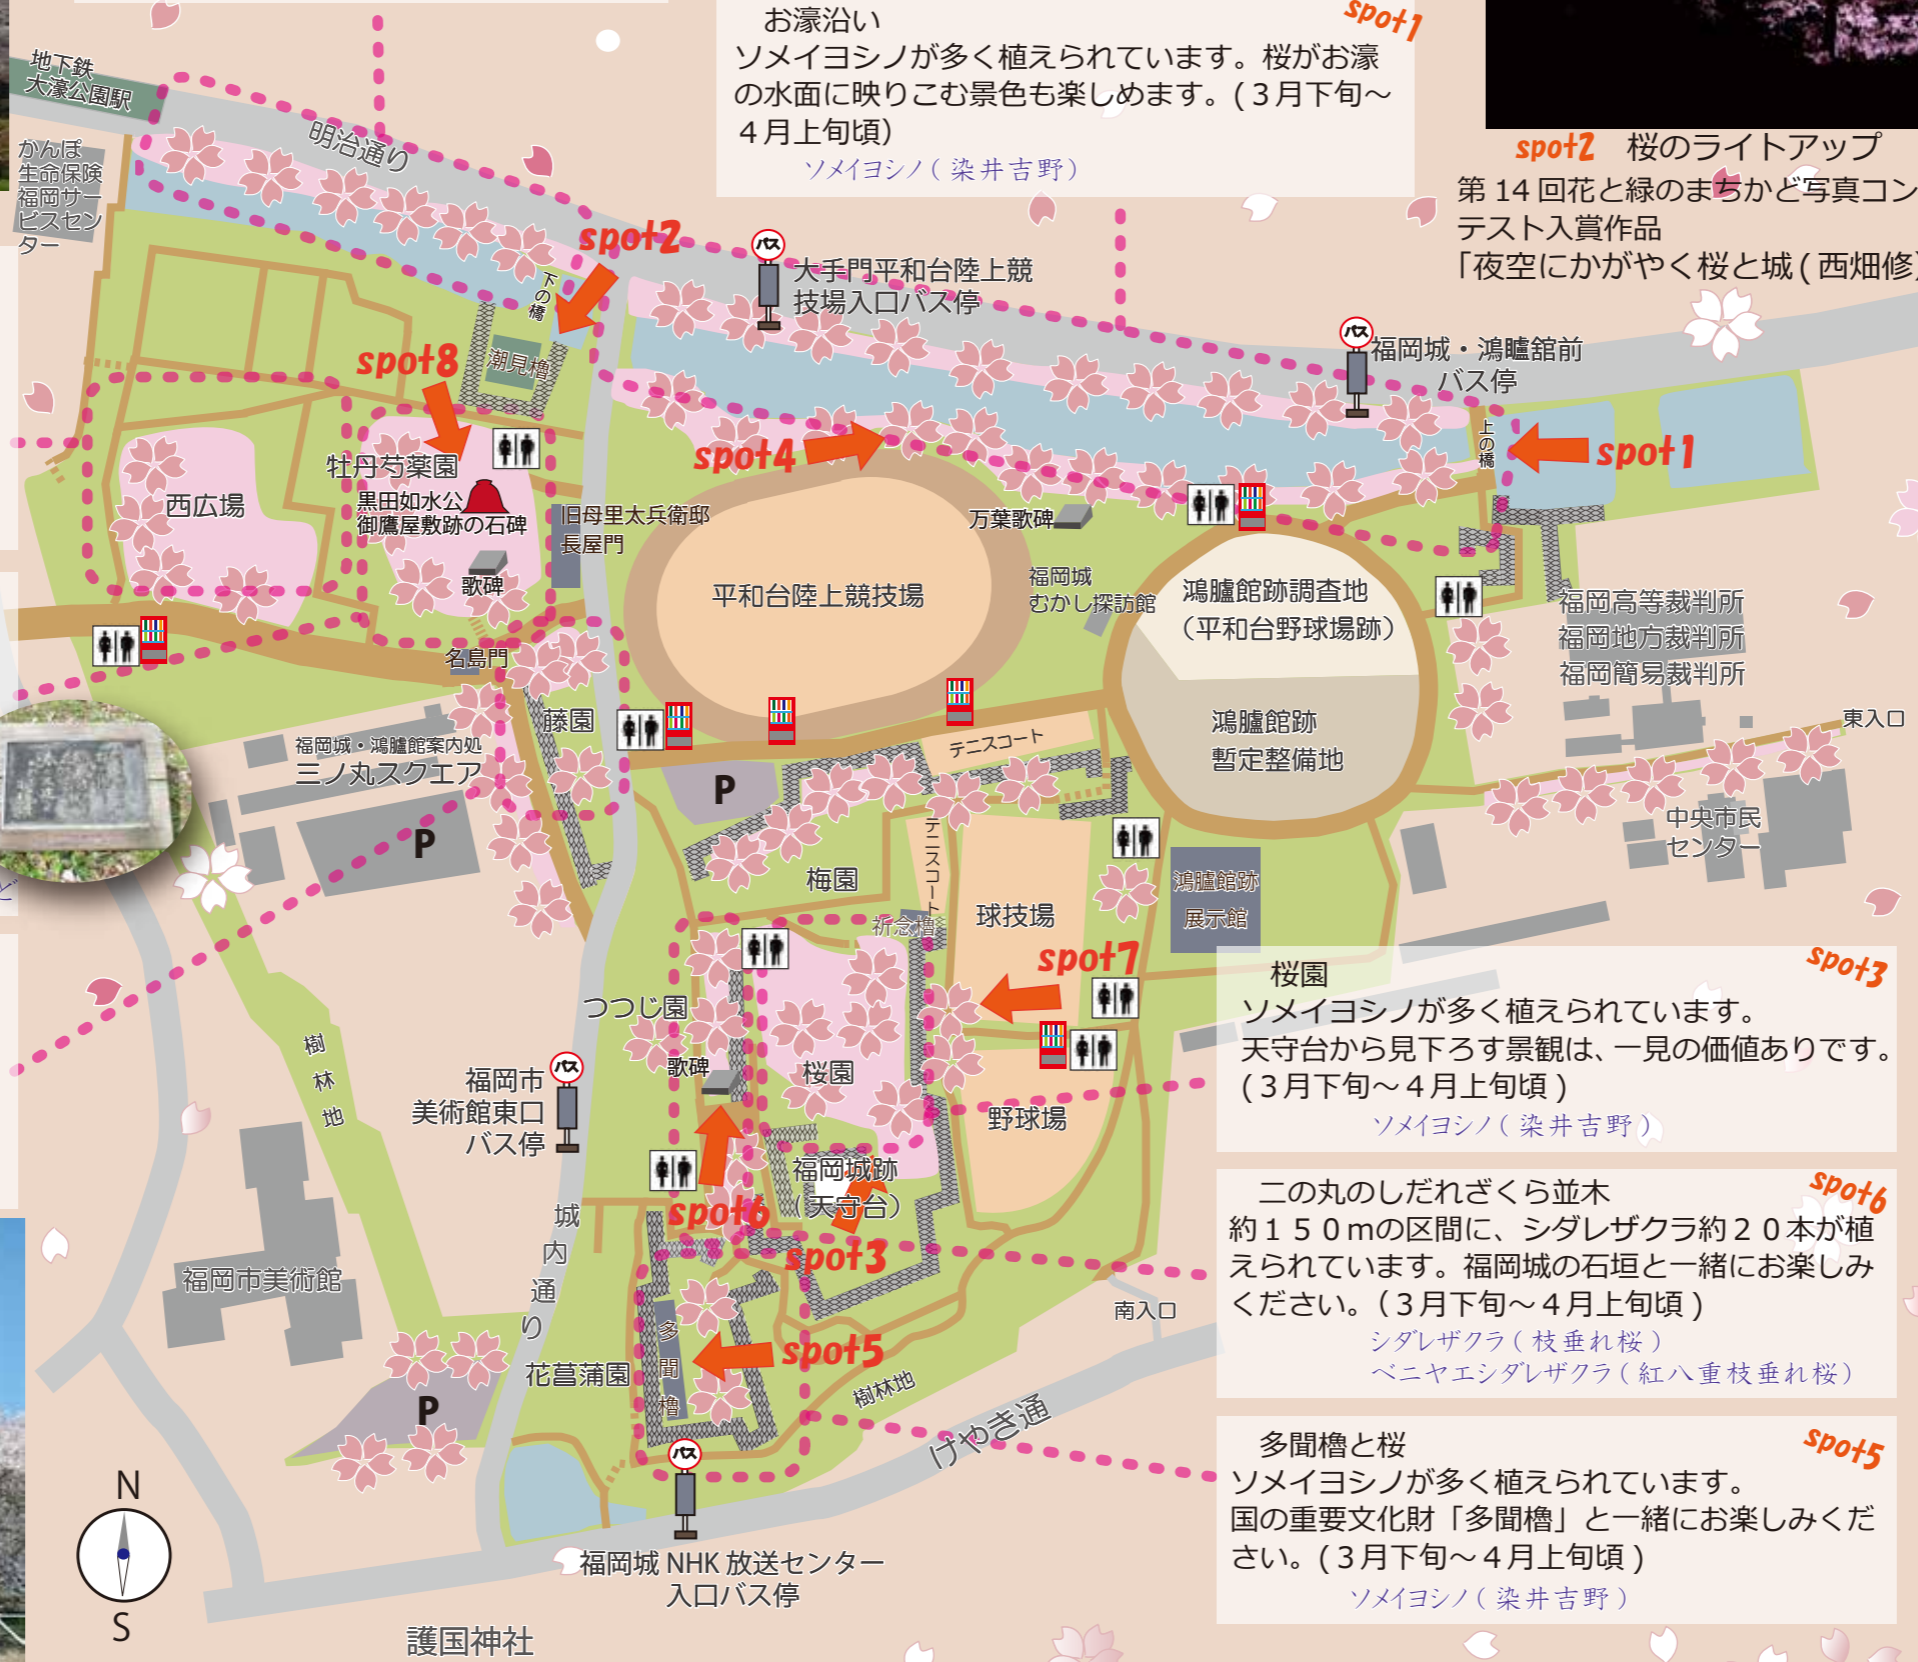 お濠沿い
spot1
ソメイヨシノが多く植えられています。桜がお濠
の水面に映りこむ景色も楽しめます。(３月下旬～
４月上旬頃)
ソメイヨシノ( 染井吉野)
spot2 桜のライトアップ
第 14 回花と緑のまちかど写真コン
テスト入賞作品
「夜空にかがやく桜と城 ( 西畑修)
地下鉄
大濠公園駅
かんぽ
生命保険
福岡サー
ビスセン
ター
明治通り
spot2
下の橋
大手門平和台陸上競
技場入口バス停
バス
福岡城・鴻臚舘前
バス停
バス
潮見櫓
spot8
spot4
上の橋
spot1
牡丹芍薬園
西広場
黒田如水公
御鷹屋敷跡の石碑
歌碑
旧母里太兵衛邸
長屋門
万葉歌碑
平和台陸上競技場
福岡城
むかし探訪館
鴻臚館跡調査地
(平和台野球場跡)
福岡高等裁判所
福岡地方裁判所
福岡簡易裁判所
名島門
藤園
鴻臚館跡
暫定整備地
東入口
福岡城・鴻臚館案内処
三ノ丸スクエア
テニスコート
P
P
テニスコート
中央市民
センター
梅園
祈念櫓
球技場
鴻臚館跡
展示館
spot7
つつじ園
歌碑
桜園
野球場
樹林地
福岡市
美術館東口
バス停
バス
桜園
spot3
ソメイヨシノが多く植えられています。
天守台から見下ろす景観は、一見の価値ありです。
(３月下旬～４月上旬頃 )
ソメイヨシノ( 染井吉野)
福岡城跡
(天守台)
spot6
spot3
城内通り
二の丸のしだれざくら並木
spot6
約１５０ｍの区間に、シダレザクラ約２０本が植
えられています。福岡城の石垣と一緒にお楽しみ
ください。(３月下旬～４月上旬頃 )
シダレザクラ( 枝垂れ桜)
ベニヤエシダレザクラ( 紅八重枝垂れ桜)
福岡市美術館
南入口
多聞櫓
spot5
花菖蒲園
樹林地
P
けやき通
多聞櫓と桜
spot5
ソメイヨシノが多く植えられています。
国の重要文化財「多聞櫓」と一緒にお楽しみくだ
さい。(３月下旬～４月上旬頃 )
ソメイヨシノ( 染井吉野)
バス
福岡城 NHK 放送センター
入口バス停
N
S
護国神社